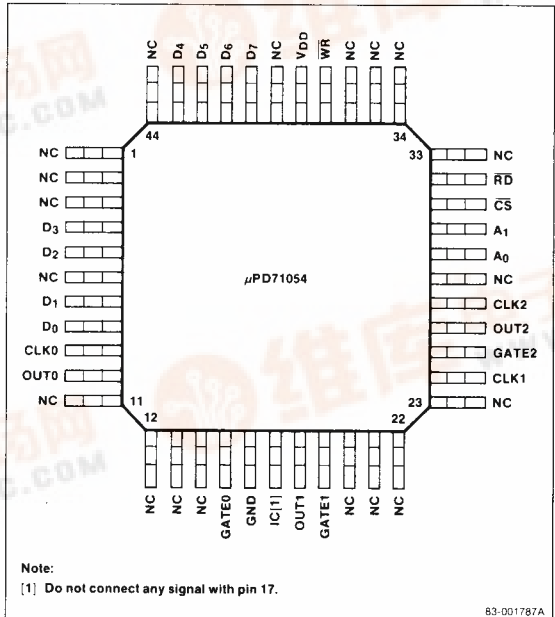 NC D4 D5 D6 D7 NC VDD WR NC NC NC
44 34
NC 1 33 NC
NC RD
NC CS
D3 A1
D2 A0
NC μPD71054 NC
D1 CLK2
D0 OUT2
CLK0 GATE2
OUT0 CLK1
NC 11 23 NC
12 22
NC NC NC GATE0 GND IC[1] OUT1 GATE1 NC NC NC
Note:
[1] Do not connect any signal with pin 17.
83-001787A